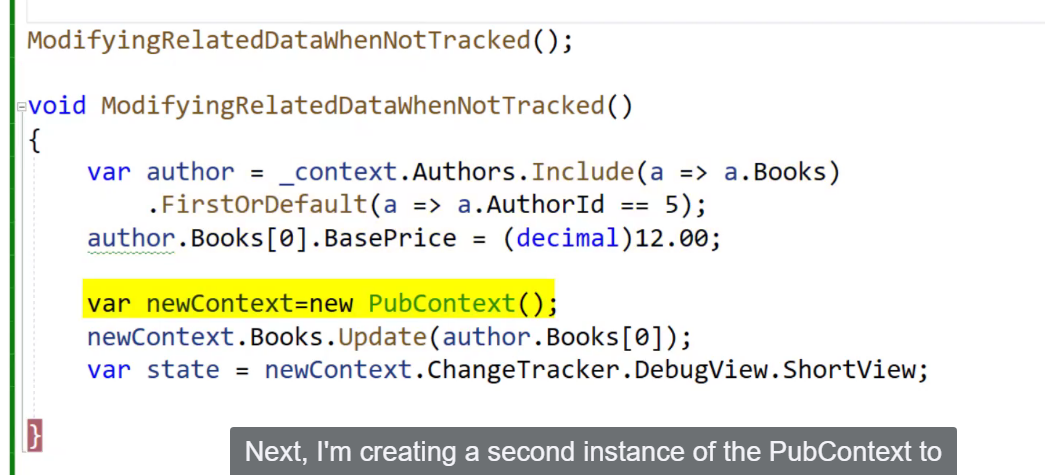 ModifyingRelatedDataWhenNotTracked();
void ModifyingRelatedDataWhenNotTracked()
{
var author = _context.Authors.Include(a => a.Books)
.FirstOrDefault(a => a.AuthorId == 5);
author.Books[0].BasePrice = (decimal)12.00;
var newContext=new PubContext();
newContext.Books.Update(author.Books[0]);
var state = newContext.ChangeTracker.DebugView.ShortView;
}
Next, I'm creating a second instance of the PubContext to